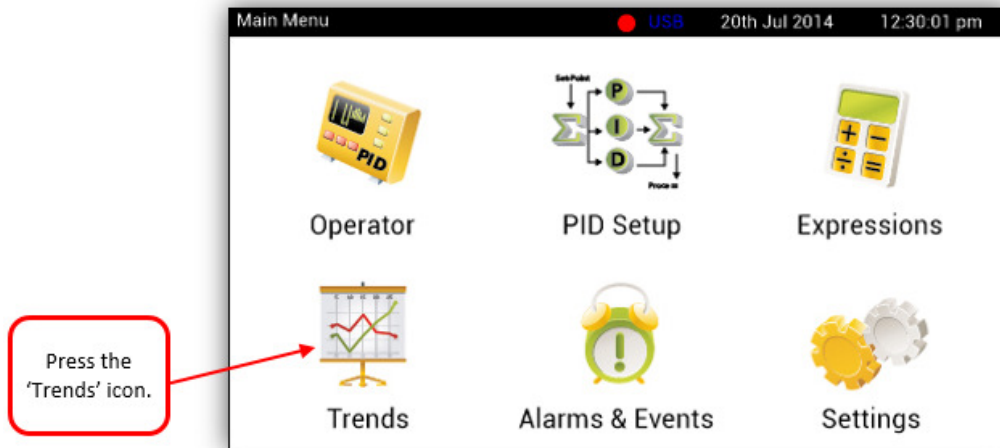 Main Menu USB 20th Jul 2014 12:30:01 pm
Set-Point
P
I
D
Process
PID
Operator PID Setup Expressions
Press the
‘Trends’ icon.
Trends Alarms & Events Settings